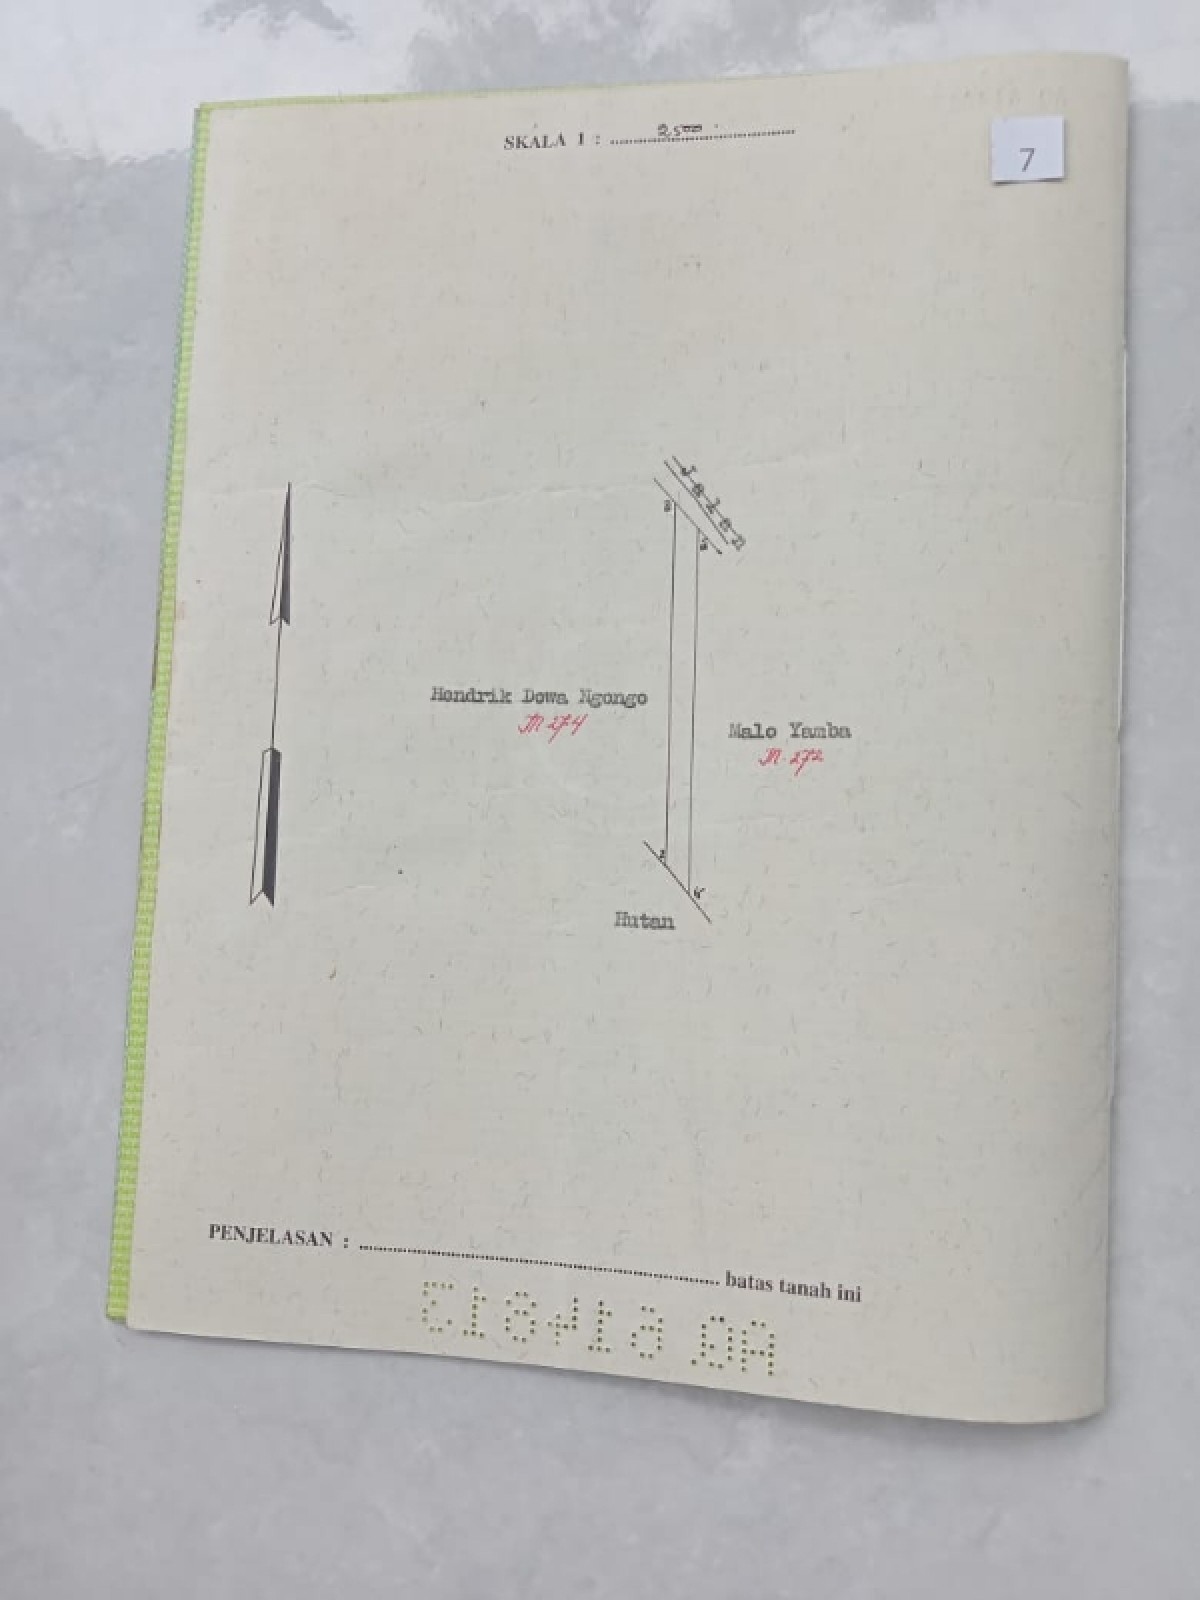 SKALA 1 : 2500
7
Jalan
Hendrik Dowa Ngongo
M 274
Malo Yamba
M. 272
Hutan
PENJELASAN : batas tanah ini